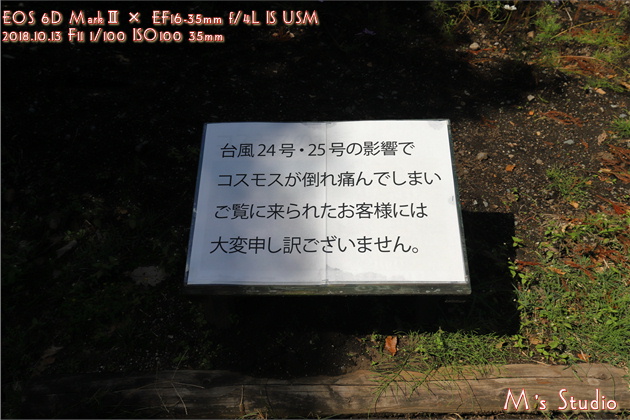 EOS 6D Mark Ⅱ × EF16-35mm f/4L IS USM
2018.10.13 F11 1/100 ISO100 35mm
台風24号・25号の影響で
コスモスが倒れ痛んでしまい
ご覧に来られたお客様には
大変申し訳ございません。
M's Studio